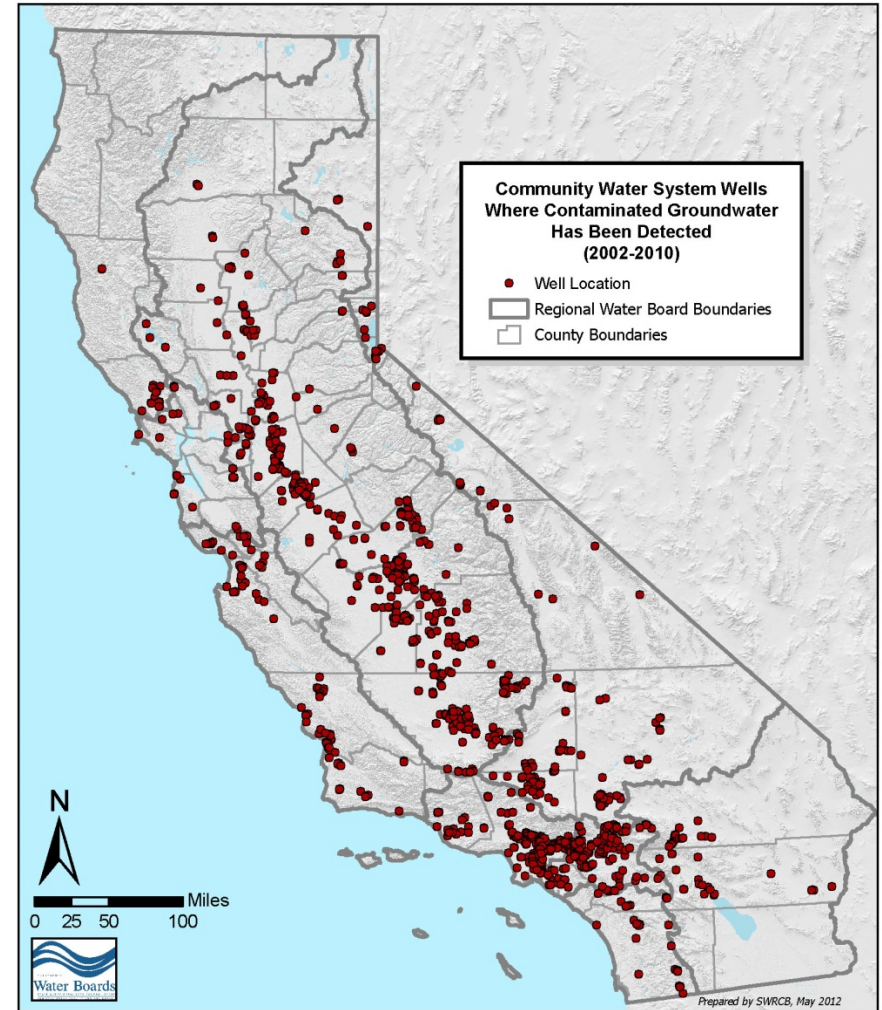 Community Water System Wells
Where Contaminated Groundwater
Has Been Detected
(2002-2010)
Well Location
Regional Water Board Boundaries
County Boundaries
N
Miles
0 25 50 100
Water Boards
Prepared by SWRCB, May 2012